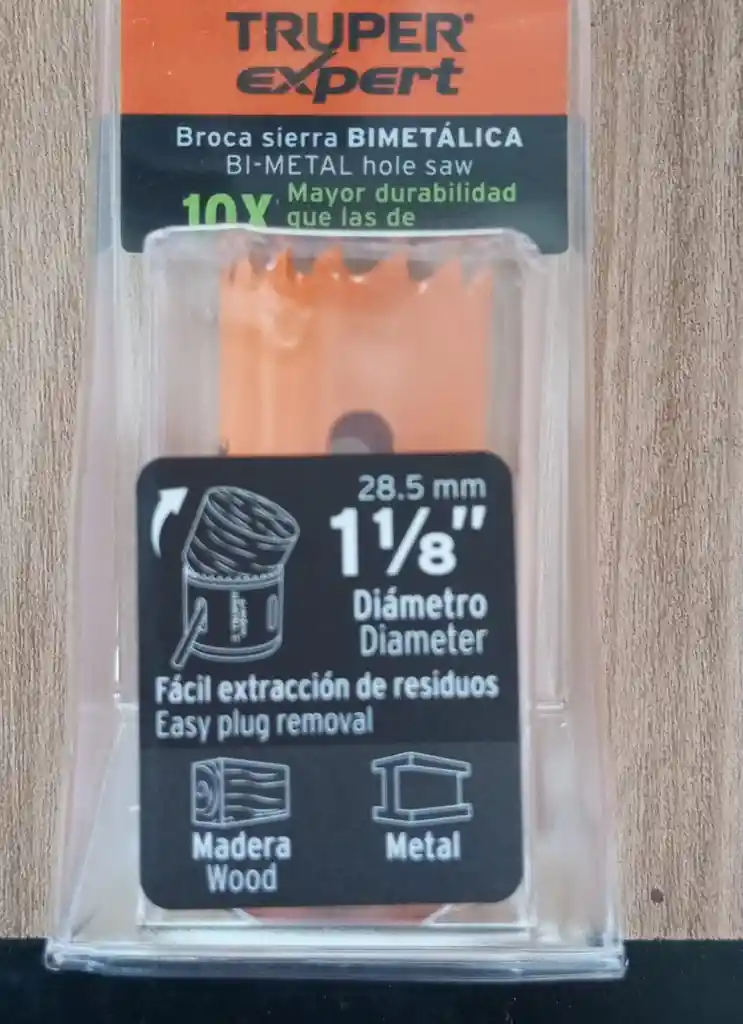 TRUPER®
expert
Broca sierra BIMETÁLICA
BI-METAL hole saw
10X Mayor durabilidad
que las de
28.5 mm
1 1/8"
Diámetro
Diameter
Fácil extracción de residuos
Easy plug removal
Madera
Wood
Metal